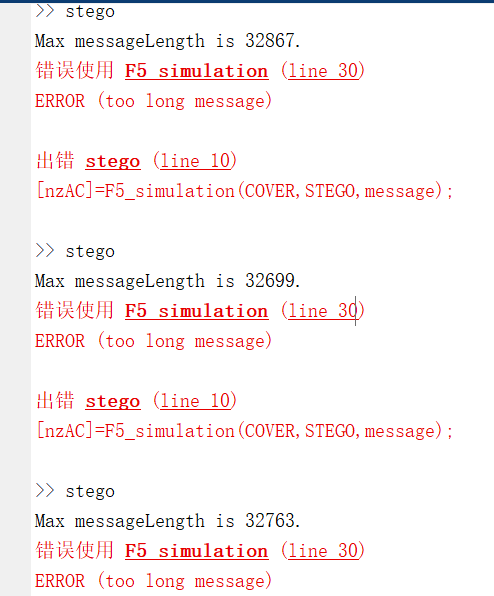 >> stego
Max messageLength is 32867.
错误使用 F5_simulation (line 30)
ERROR (too long message)
出错 stego (line 10)
[nzAC]=F5_simulation(COVER,STEGO,message);
>> stego
Max messageLength is 32699.
错误使用 F5_simulation (line 30)
ERROR (too long message)
出错 stego (line 10)
[nzAC]=F5_simulation(COVER,STEGO,message);
>> stego
Max messageLength is 32763.
错误使用 F5_simulation (line 30)
ERROR (too long message)